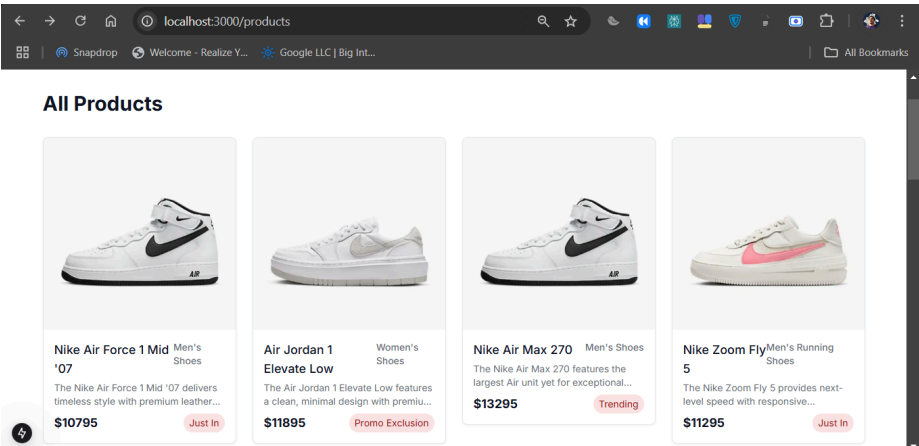 localhost:3000/products
Snapdrop
Welcome - Realize Y...
Google LLC | Big Int...
All Bookmarks
All Products
AIR
AIR
Nike Air Force 1 Mid '07
Men's Shoes
The Nike Air Force 1 Mid '07 delivers
timeless style with premium leather...
$10795
Just In
Air Jordan 1
Elevate Low
Women's
Shoes
The Air Jordan 1 Elevate Low features
a clean, minimal design with premiu...
$11895
Promo Exclusion
Nike Air Max 270
Men's Shoes
The Nike Air Max 270 features the
largest Air unit yet for exceptional...
$13295
Trending
Nike Zoom Fly
5
Men's Running
Shoes
The Nike Zoom Fly 5 provides next-
level speed with responsive...
$11295
Just In